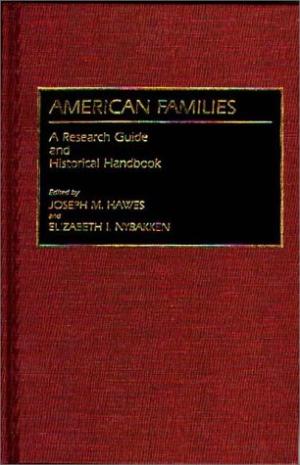 AMERICAN FAMILIES
A Research Guide
and
Historical Handbook
Edited by
JOSEPH M. HAWES
and
ELIZABETH I. NYBAKKEN